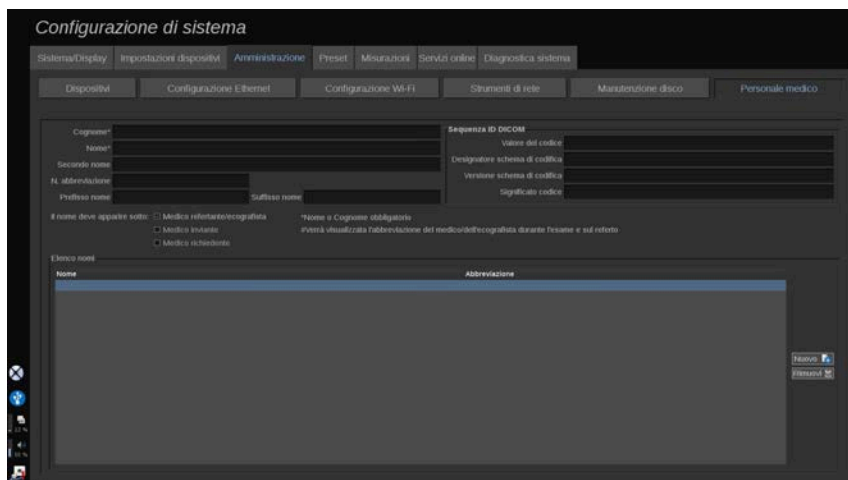 Configurazione di sistema
Sistema/Display Impostazioni dispositivi Amministrazione Preset Misurazioni Servizi online Diagnostica sistema
Dispositivi Configurazione Ethernet Configurazione Wi-Fi Strumenti di rete Manutenzione disco Personale medico
Cognome*
Nome*
Secondo nome
N. abbreviazione
Prefisso nome Suffisso nome
Sequenza ID DICOM
Valore del codice
Designatore schema di codifica
Versione schema di codifica
Significato codice
Il nome deve apparire sotto: Medico refertante/ecografista
Medico inviante
Medico richiedente
*Nome o Cognome obbligatorio
#Verrà visualizzata l'abbreviazione del medico/dell'ecografista durante l'esame e sul referto
Elenco nomi
Nome Abbreviazione
Nuovo
Rimuovi